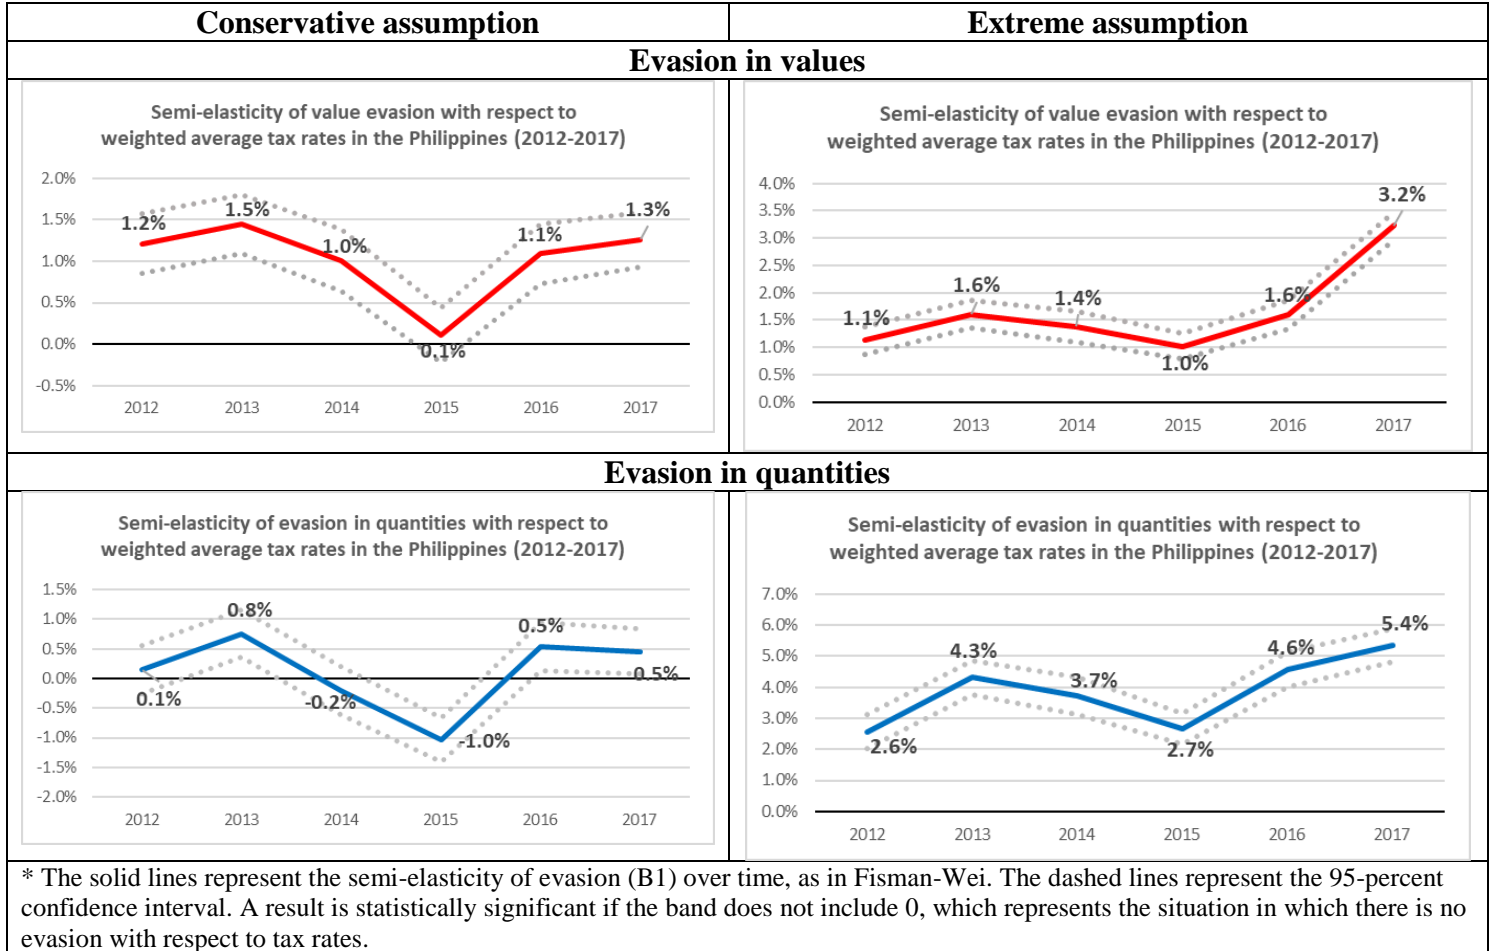 Conservative assumption
Extreme assumption
Evasion in values
Semi-elasticity of value evasion with respect to
weighted average tax rates in the Philippines (2012-2017)
2.0%
1.5%
1.0%
0.5%
0.0%
-0.5%
1.2%
1.5%
1.0%
0.1%
1.1%
1.3%
2012 2013 2014 2015 2016 2017
Semi-elasticity of value evasion with respect to
weighted average tax rates in the Philippines (2012-2017)
4.0%
3.5%
3.0%
2.5%
2.0%
1.5%
1.0%
0.5%
0.0%
1.1%
1.6%
1.4%
1.0%
1.6%
3.2%
2012 2013 2014 2015 2016 2017
Evasion in quantities
Semi-elasticity of evasion in quantities with respect to
weighted average tax rates in the Philippines (2012-2017)
1.5%
1.0%
0.5%
0.0%
-0.5%
-1.0%
-1.5%
-2.0%
0.1%
0.8%
-0.2%
-1.0%
0.5%
0.5%
2012 2013 2014 2015 2016 2017
Semi-elasticity of evasion in quantities with respect to
weighted average tax rates in the Philippines (2012-2017)
7.0%
6.0%
5.0%
4.0%
3.0%
2.0%
1.0%
0.0%
2.6%
4.3%
3.7%
2.7%
4.6%
5.4%
2012 2013 2014 2015 2016 2017
* The solid lines represent the semi-elasticity of evasion (B1) over time, as in Fisman-Wei. The dashed lines represent the 95-percent
confidence interval. A result is statistically significant if the band does not include 0, which represents the situation in which there is no
evasion with respect to tax rates.